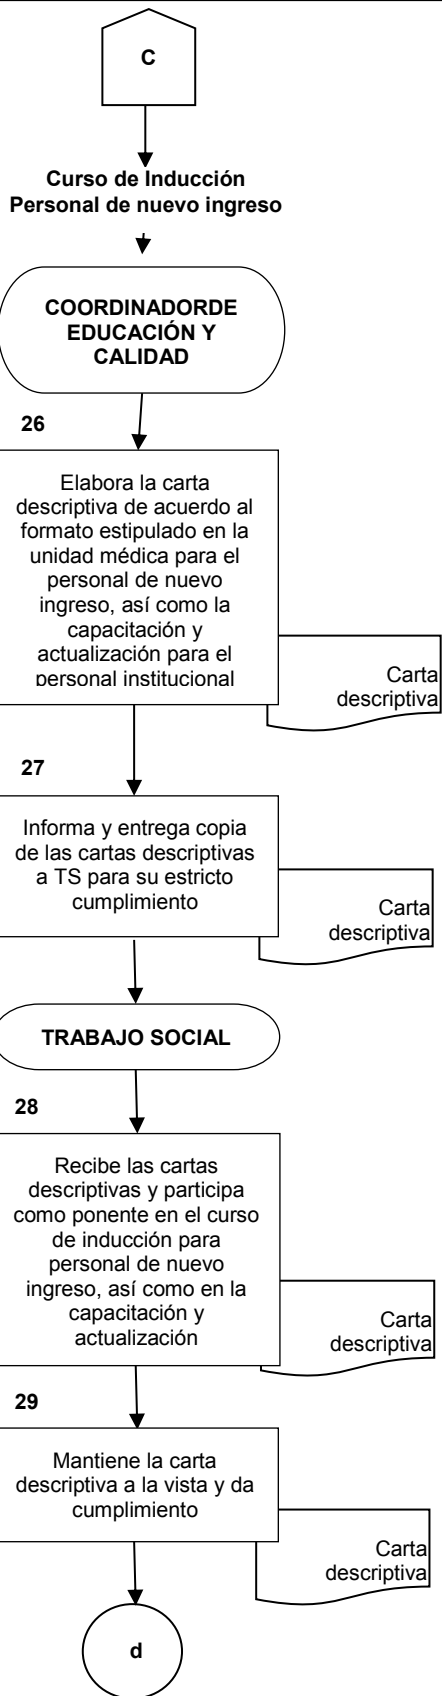 C
Curso de Inducción
Personal de nuevo ingreso
COORDINADORDE
EDUCACIÓN Y
CALIDAD
26
Elabora la carta
descriptiva de acuerdo al
formato estipulado en la
unidad médica para el
personal de nuevo
ingreso, así como la
capacitación y
actualización para el
personal institucional
Carta
descriptiva
27
Informa y entrega copia
de las cartas descriptivas
a TS para su estricto
cumplimiento
Carta
descriptiva
TRABAJO SOCIAL
28
Recibe las cartas
descriptivas y participa
como ponente en el curso
de inducción para
personal de nuevo
ingreso, así como en la
capacitación y
actualización
Carta
descriptiva
29
Mantiene la carta
descriptiva a la vista y da
cumplimiento
Carta
descriptiva
d